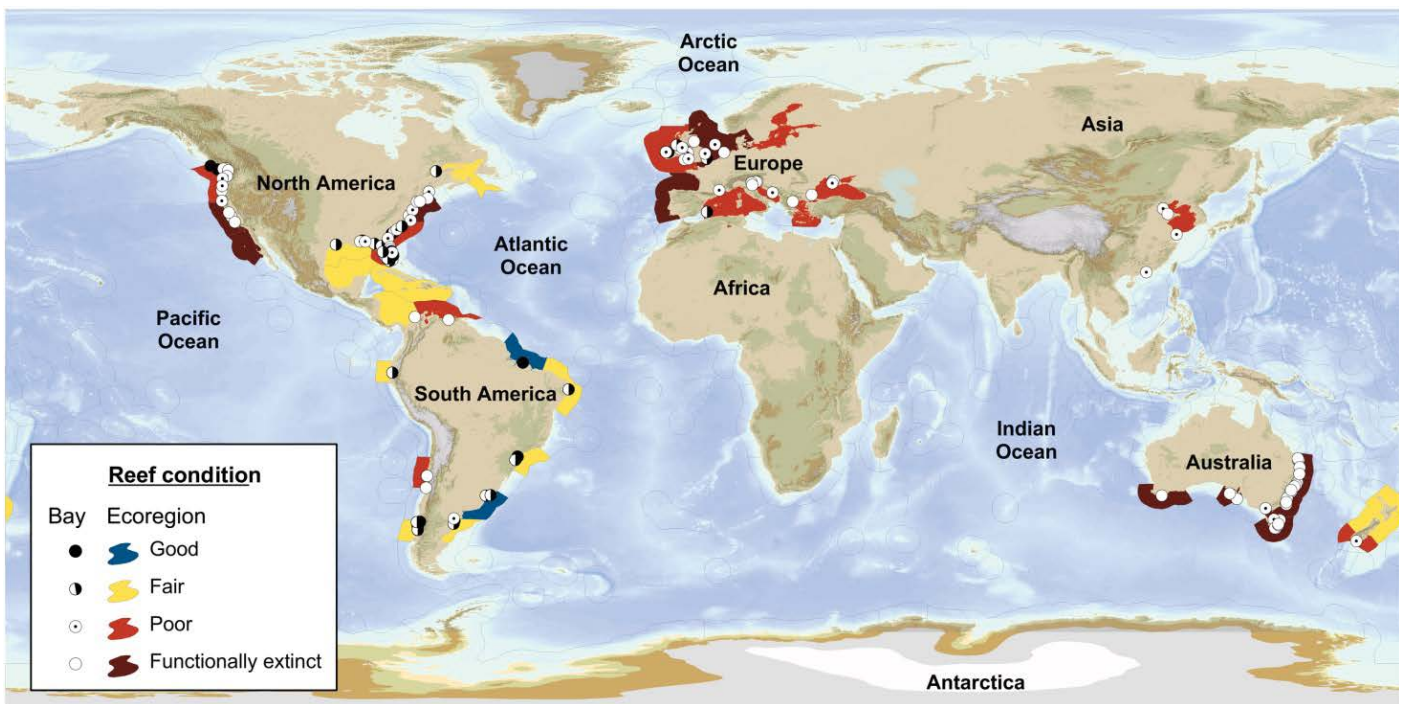 Arctic
Ocean
Asia
Europe
North America
Atlantic
Ocean
Africa
Pacific
Ocean
South America
Indian
Ocean
Australia
Reef condition
Bay Ecoregion
Good
Fair
Poor
Functionally extinct
Antarctica